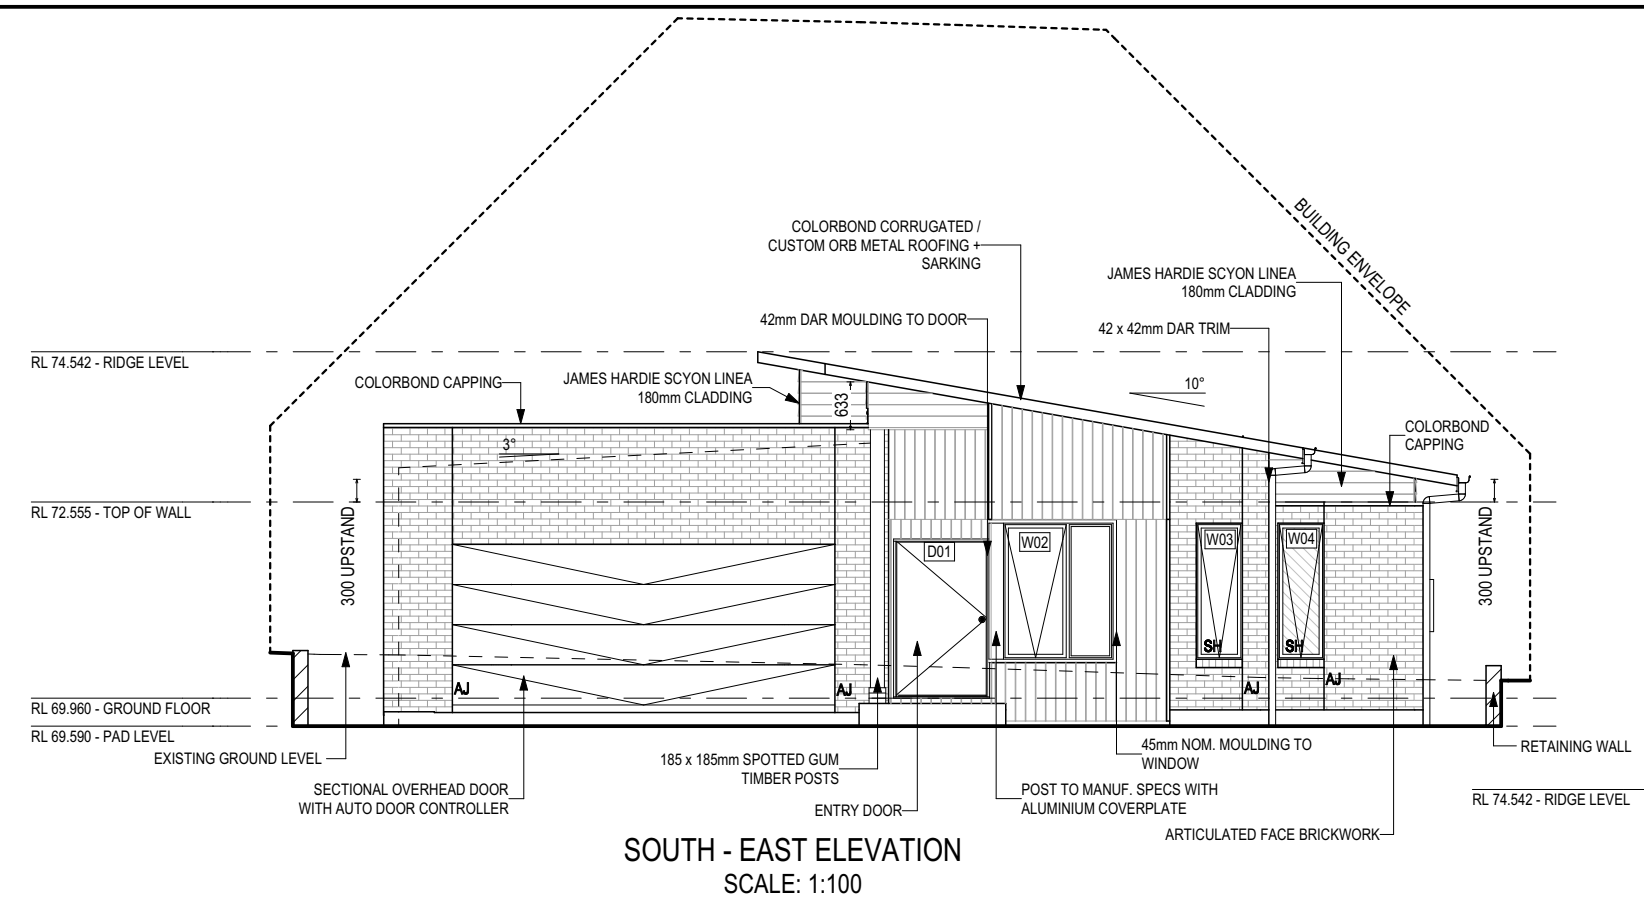 BUILDING ENVELOPE
COLORBOND CORRUGATED /
CUSTOM ORB METAL ROOFING +
SARKING
JAMES HARDIE SCYON LINEA
180mm CLADDING
42mm DAR MOULDING TO DOOR
42 x 42mm DAR TRIM
RL 74.542 - RIDGE LEVEL
COLORBOND CAPPING
JAMES HARDIE SCYON LINEA
180mm CLADDING
633
10°
COLORBOND
CAPPING
3°
RL 72.555 - TOP OF WALL
300 UPSTAND
300 UPSTAND
D01
W02
W03
W04
SH
SH
AJ
AJ
AJ
AJ
RL 69.960 - GROUND FLOOR
RL 69.590 - PAD LEVEL
EXISTING GROUND LEVEL
SECTIONAL OVERHEAD DOOR
WITH AUTO DOOR CONTROLLER
185 x 185mm SPOTTED GUM
TIMBER POSTS
ENTRY DOOR
45mm NOM. MOULDING TO
WINDOW
POST TO MANUF. SPECS WITH
ALUMINIUM COVERPLATE
RETAINING WALL
RL 74.542 - RIDGE LEVEL
ARTICULATED FACE BRICKWORK
SOUTH - EAST ELEVATION
SCALE: 1:100